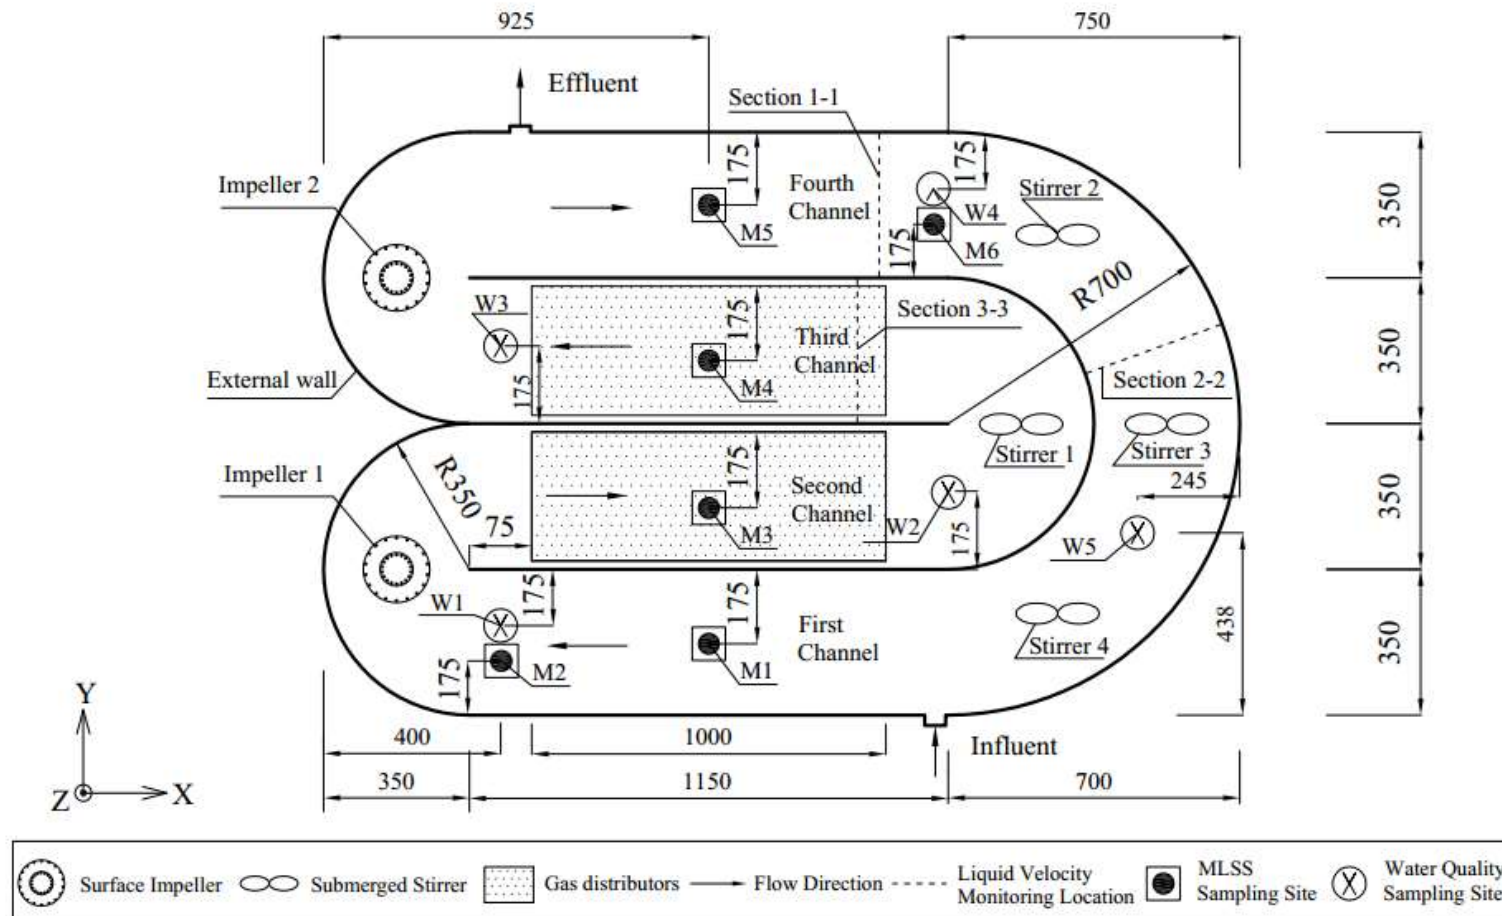 925
750
Effluent
Section 1-1
175
175
Impeller 2
Fourth
Channel
Stirrer 2
W4
M5
M6
175
350
R700
W3
Section 3-3
175
Third
Channel
350
M4
External wall
175
Section 2-2
Impeller 1
R350
175
Stirrer 1
Stirrer 3
Second
Channel
245
350
75
M3
W2
175
W5
W1
175
175
First
Channel
438
Stirrer 4
350
M2
M1
175
Y
400
1000
Influent
Z
X
350
1150
700
Surface Impeller
Submerged Stirrer
Gas distributors
Flow Direction
Liquid Velocity
Monitoring Location
MLSS
Sampling Site
Water Quality
Sampling Site